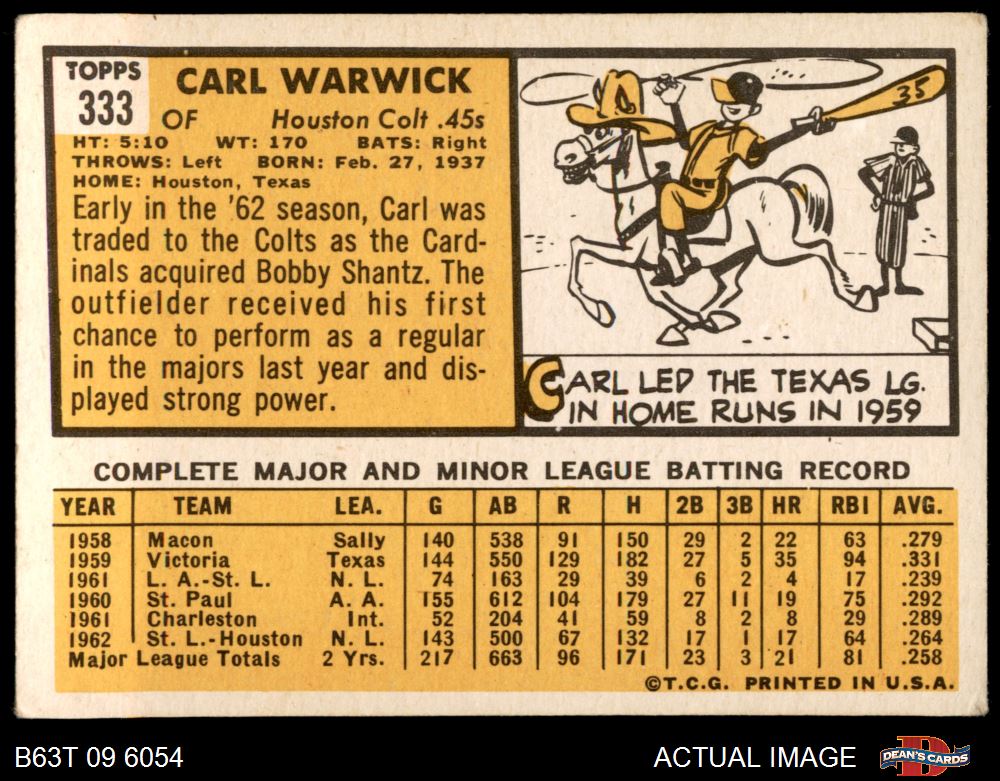 TOPPS
333
CARL WARWICK
OF Houston Colt .45s
HT: 5:10 WT: 170 BATS: Right
THROWS: Left BORN: Feb. 27, 1937
HOME: Houston, Texas
Early in the '62 season, Carl was
traded to the Colts as the Card-
inals acquired Bobby Shantz. The
outfielder received his first
chance to perform as a regular
in the majors last year and dis-
played strong power.
35
CARL LED THE TEXAS LG.
IN HOME RUNS IN 1959
COMPLETE MAJOR AND MINOR LEAGUE BATTING RECORD
YEAR TEAM LEA. G AB R H 2B 3B HR RBI AVG.
1958 Macon Sally 140 538 91 150 29 2 22 63 .279
1959 Victoria Texas 144 550 129 182 27 5 35 94 .331
1961 L. A.-St. L. N. L. 74 163 29 39 6 2 4 17 .239
1960 St. Paul A. A. 155 612 104 179 27 11 19 75 .292
1961 Charleston Int. 52 204 41 59 8 2 8 29 .289
1962 St. L.-Houston N. L. 143 500 67 132 17 1 17 64 .264
Major League Totals 2 Yrs. 217 663 96 171 23 3 21 81 .258
©T.C.G. PRINTED IN U.S.A.
B63T 09 6054
ACTUAL IMAGE
D
DEAN'S CARDS